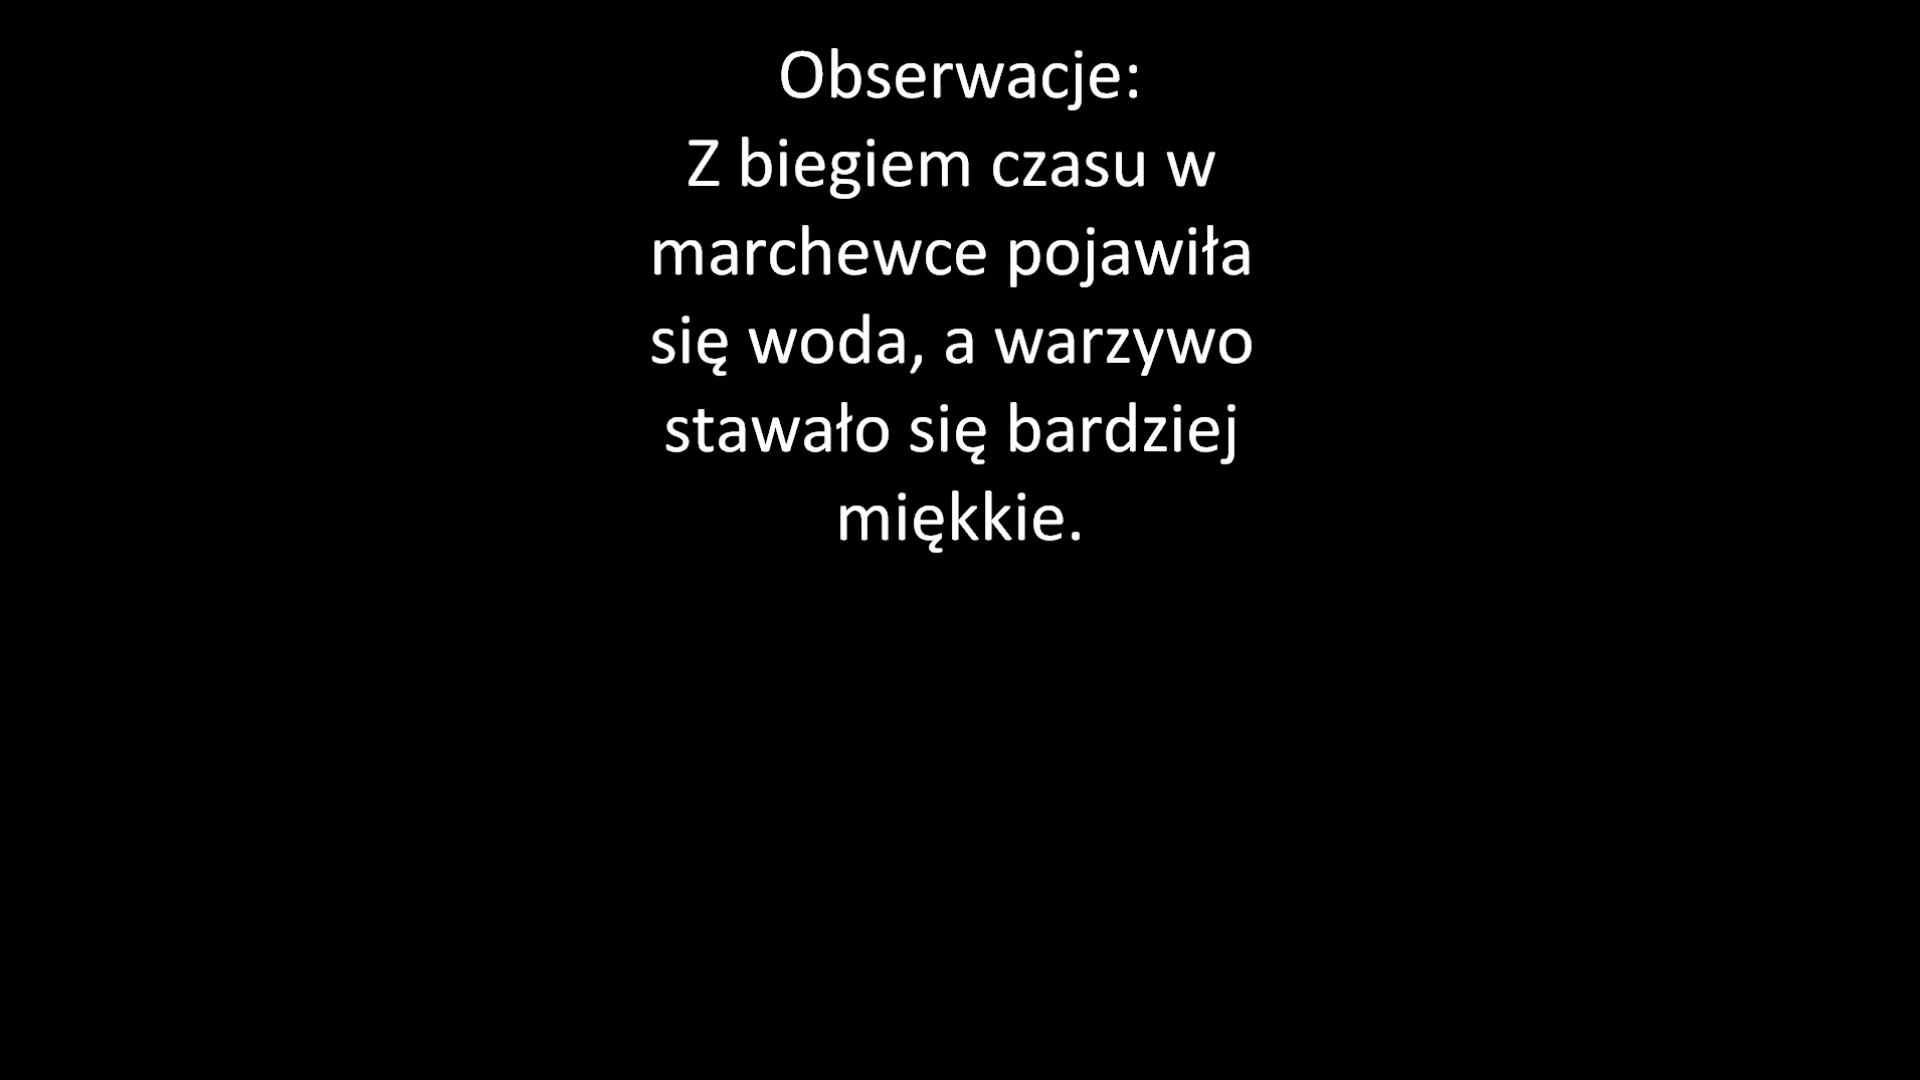 Obserwacje:
Z biegiem czasu w
marchewce pojawiła
się woda, a warzywo
stawało się bardziej
miękkie.